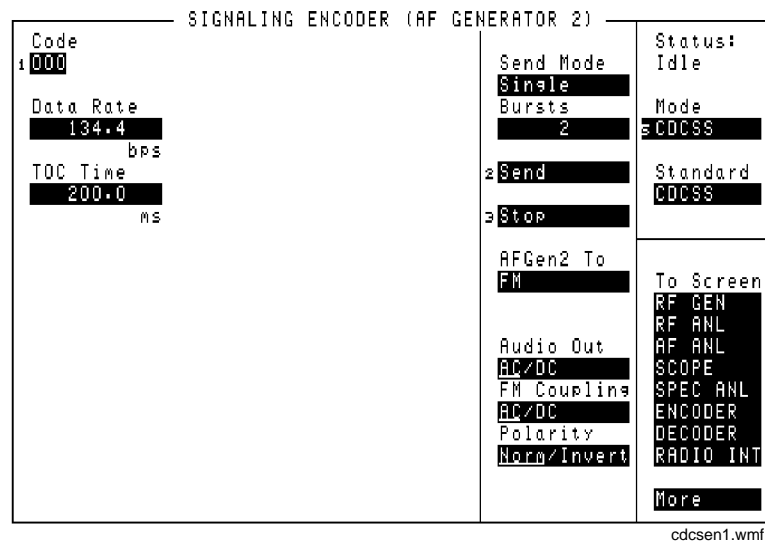 SIGNALING ENCODER (AF GENERATOR 2)
Code
1 000
Data Rate
134.4
bps
TOC Time
200.0
ms
Send Mode
Single
Bursts
2
2 Send
3 Stop
AFGen2 To
FM
Audio Out
AC/DC
FM Coupling
AC/DC
Polarity
Norm/Invert
Status:
Idle
Mode
5 CDCSS
Standard
CDCSS
To Screen
RF GEN
RF ANL
AF ANL
SCOPE
SPEC ANL
ENCODER
DECODER
RADIO INT
More
cdcsen1.wmf